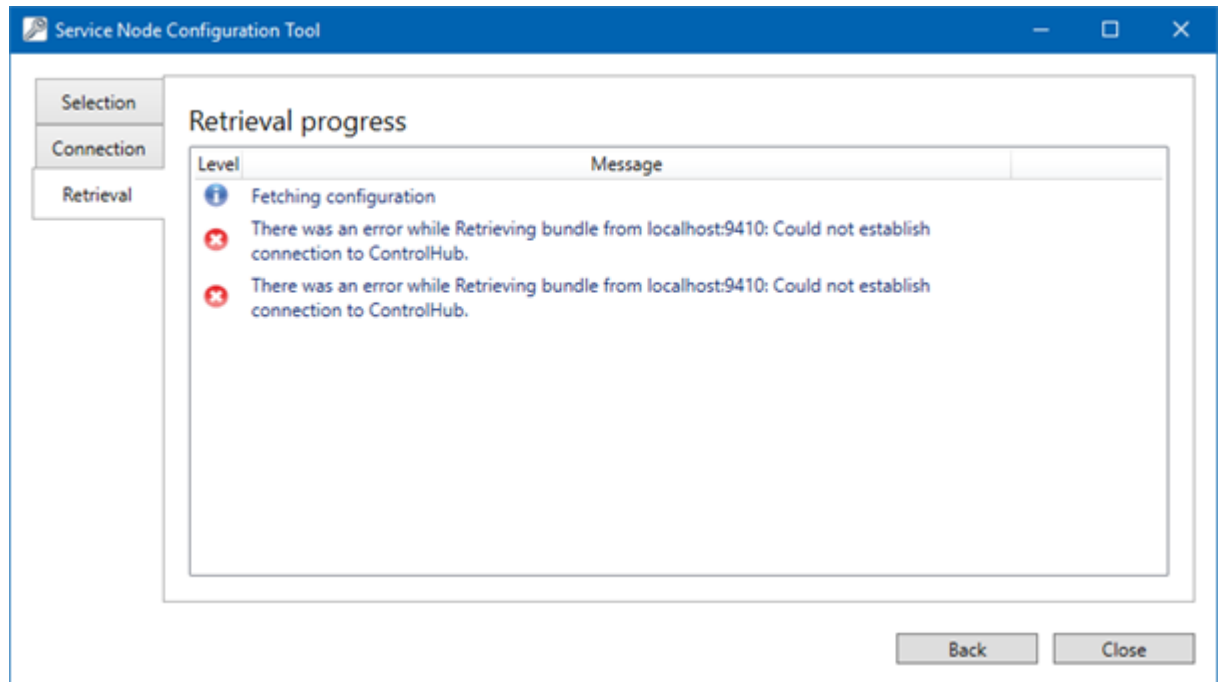 Service Node Configuration Tool
Selection
Connection
Retrieval
Retrieval progress
Level Message
Fetching configuration
There was an error while Retrieving bundle from localhost:9410: Could not establish
connection to ControlHub.
There was an error while Retrieving bundle from localhost:9410: Could not establish
connection to ControlHub.
Back Close